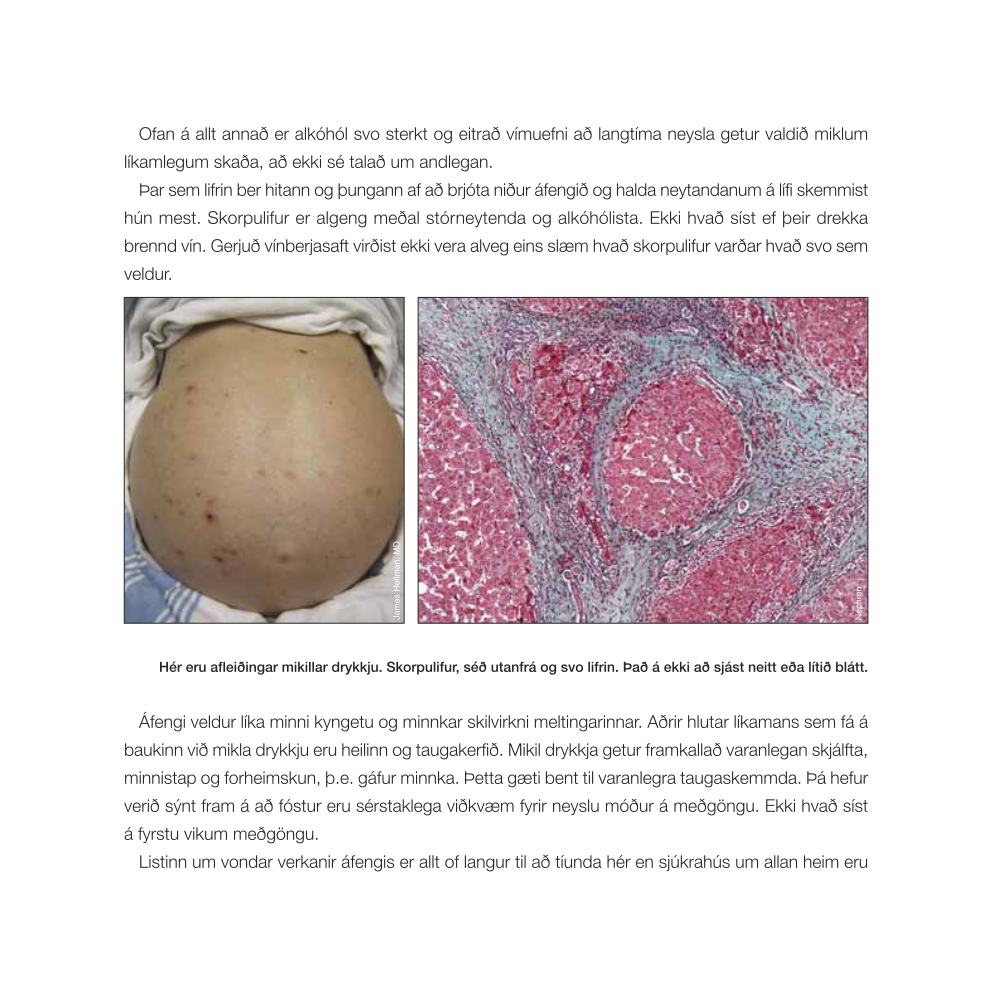 Ofan á allt annað er alkóhól svo sterkt og eitrað vímuefni að langtíma neysla getur valdið miklum
líkamlegum skaða, að ekki sé talað um andlegan.
Þar sem lifrin ber hitann og þungann af að brjóta niður áfengið og halda neytandanum á lífi skemmist
hún mest. Skorpulifur er algeng meðal stórneytenda og alkóhólista. Ekki hvað síst ef þeir drekka
brennd vín. Gerjuð vínberjasaft virðist ekki vera alveg eins slæm hvað skorpulifur varðar hvað svo sem
veldur.
James Heilman, MD
Nephron
Hér eru afleiðingar mikillar drykkju. Skorpulifur, séð utanfrá og svo lifrin. Það á ekki að sjást neitt eða lítið blátt.
Áfengi veldur líka minni kyngetu og minnkar skilvirkni meltingarinnar. Aðrir hlutar líkamans sem fá á
baukinn við mikla drykkju eru heilinn og taugakerfið. Mikil drykkja getur framkallað varanlegan skjálfta,
minnistap og forheimskun, þ.e. gáfur minnka. Þetta gæti bent til varanlegra taugaskemmda. Þá hefur
verið sýnt fram á að fóstur eru sérstaklega viðkvæm fyrir neyslu móður á meðgöngu. Ekki hvað síst
á fyrstu vikum meðgöngu.
Listinn um vondar verkanir áfengis er allt of langur til að tíunda hér en sjúkrahús um allan heim eru